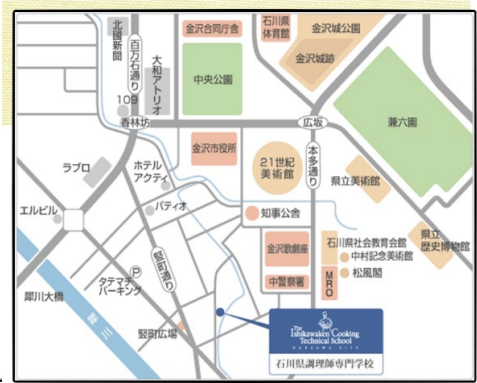 北國新聞
百万石通り
大和アトリオ
金沢合同庁舎
石川県
体育館
金沢城公園
金沢城跡
中央公園
109
香林坊
広坂
兼六園
金沢市役所
21世紀
美術館
本多通り
県立美術館
ラブロ
ホテル
アクティ
エルビル
パティオ
知事公舎
竪町通り
金沢歌劇座
石川県社会教育会館
中村記念美術館
松風閣
県立
歴史博物館
タテマチ
パーキング
P
中警察署
MRO
犀川大橋
犀川
竪町広場
The
Ishikawaken Cooking
Technical School
KANAZAWA CITY
石川県調理師専門学校